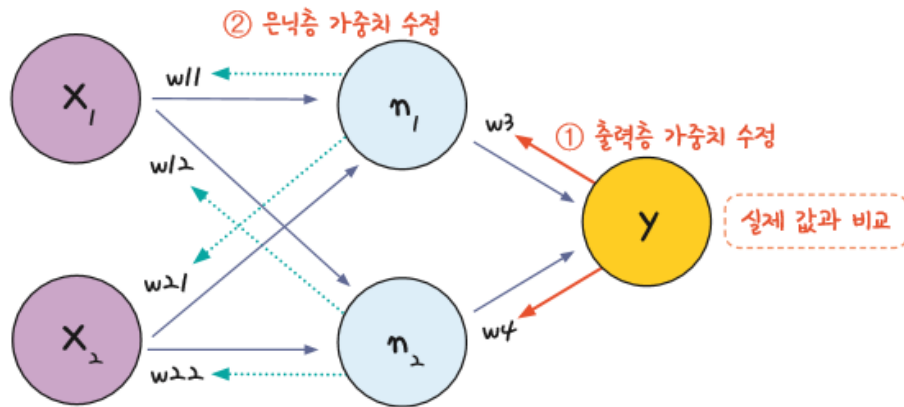 ② 은닉층 가중치 수정
w11
x1
n1
w3
① 출력층 가중치 수정
w12
y
실제 값과 비교
w21
x2
n2
w4
w22